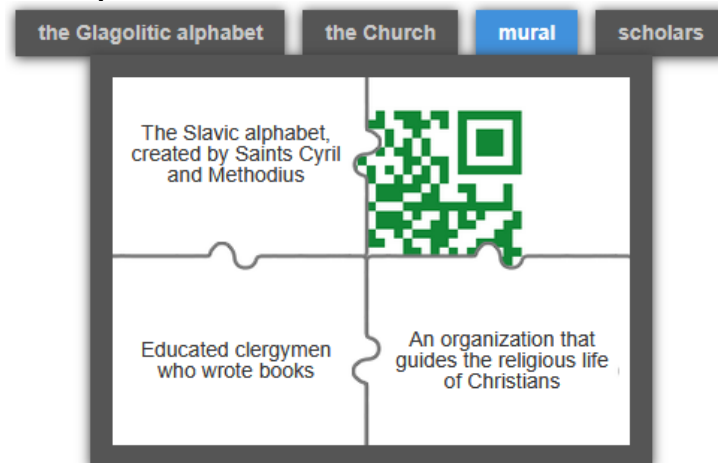 the Glagolitic alphabet
the Church
mural
scholars
The Slavic alphabet,
created by Saints Cyril
and Methodius
Educated clergymen
who wrote books
An organization that
guides the religious life
of Christians